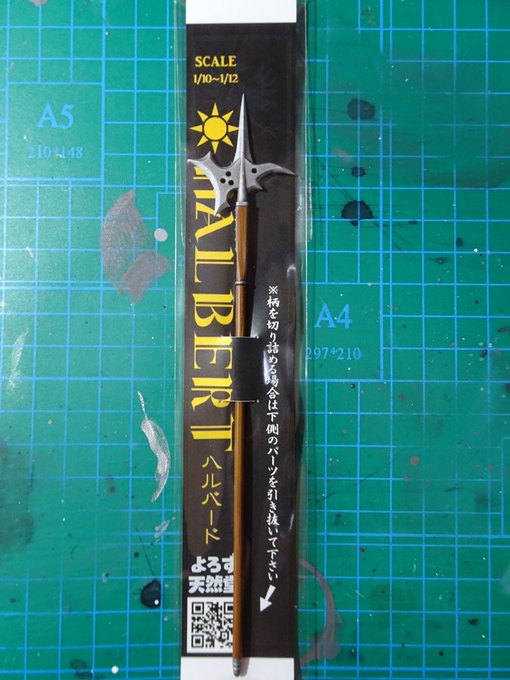 SCALE
1/10~1/12
HALBERT
ヘルバード
※柄を切り詰める場合は下側のパーツを引き抜いて下さい
よろず
天然堂
A5
210*148
A4
297*210